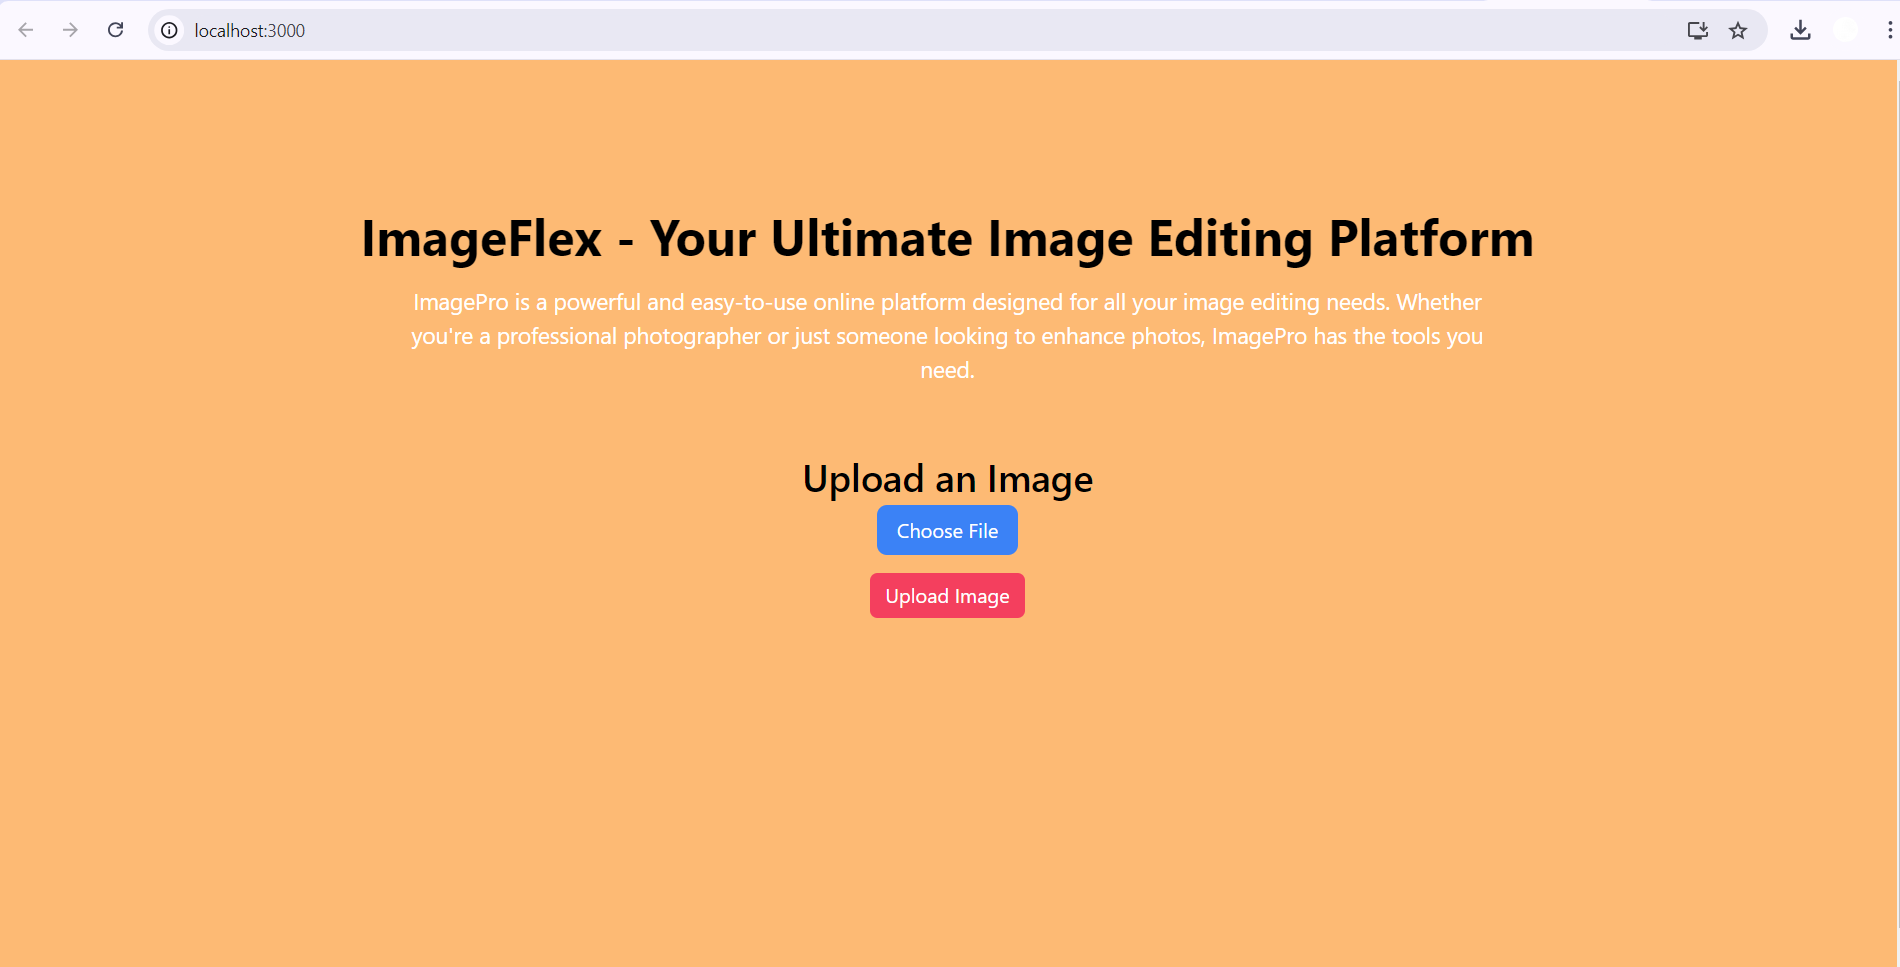 localhost:3000
ImageFlex - Your Ultimate Image Editing Platform
ImagePro is a powerful and easy-to-use online platform designed for all your image editing needs. Whether
you're a professional photographer or just someone looking to enhance photos, ImagePro has the tools you
need.
Upload an Image
Choose File
Upload Image